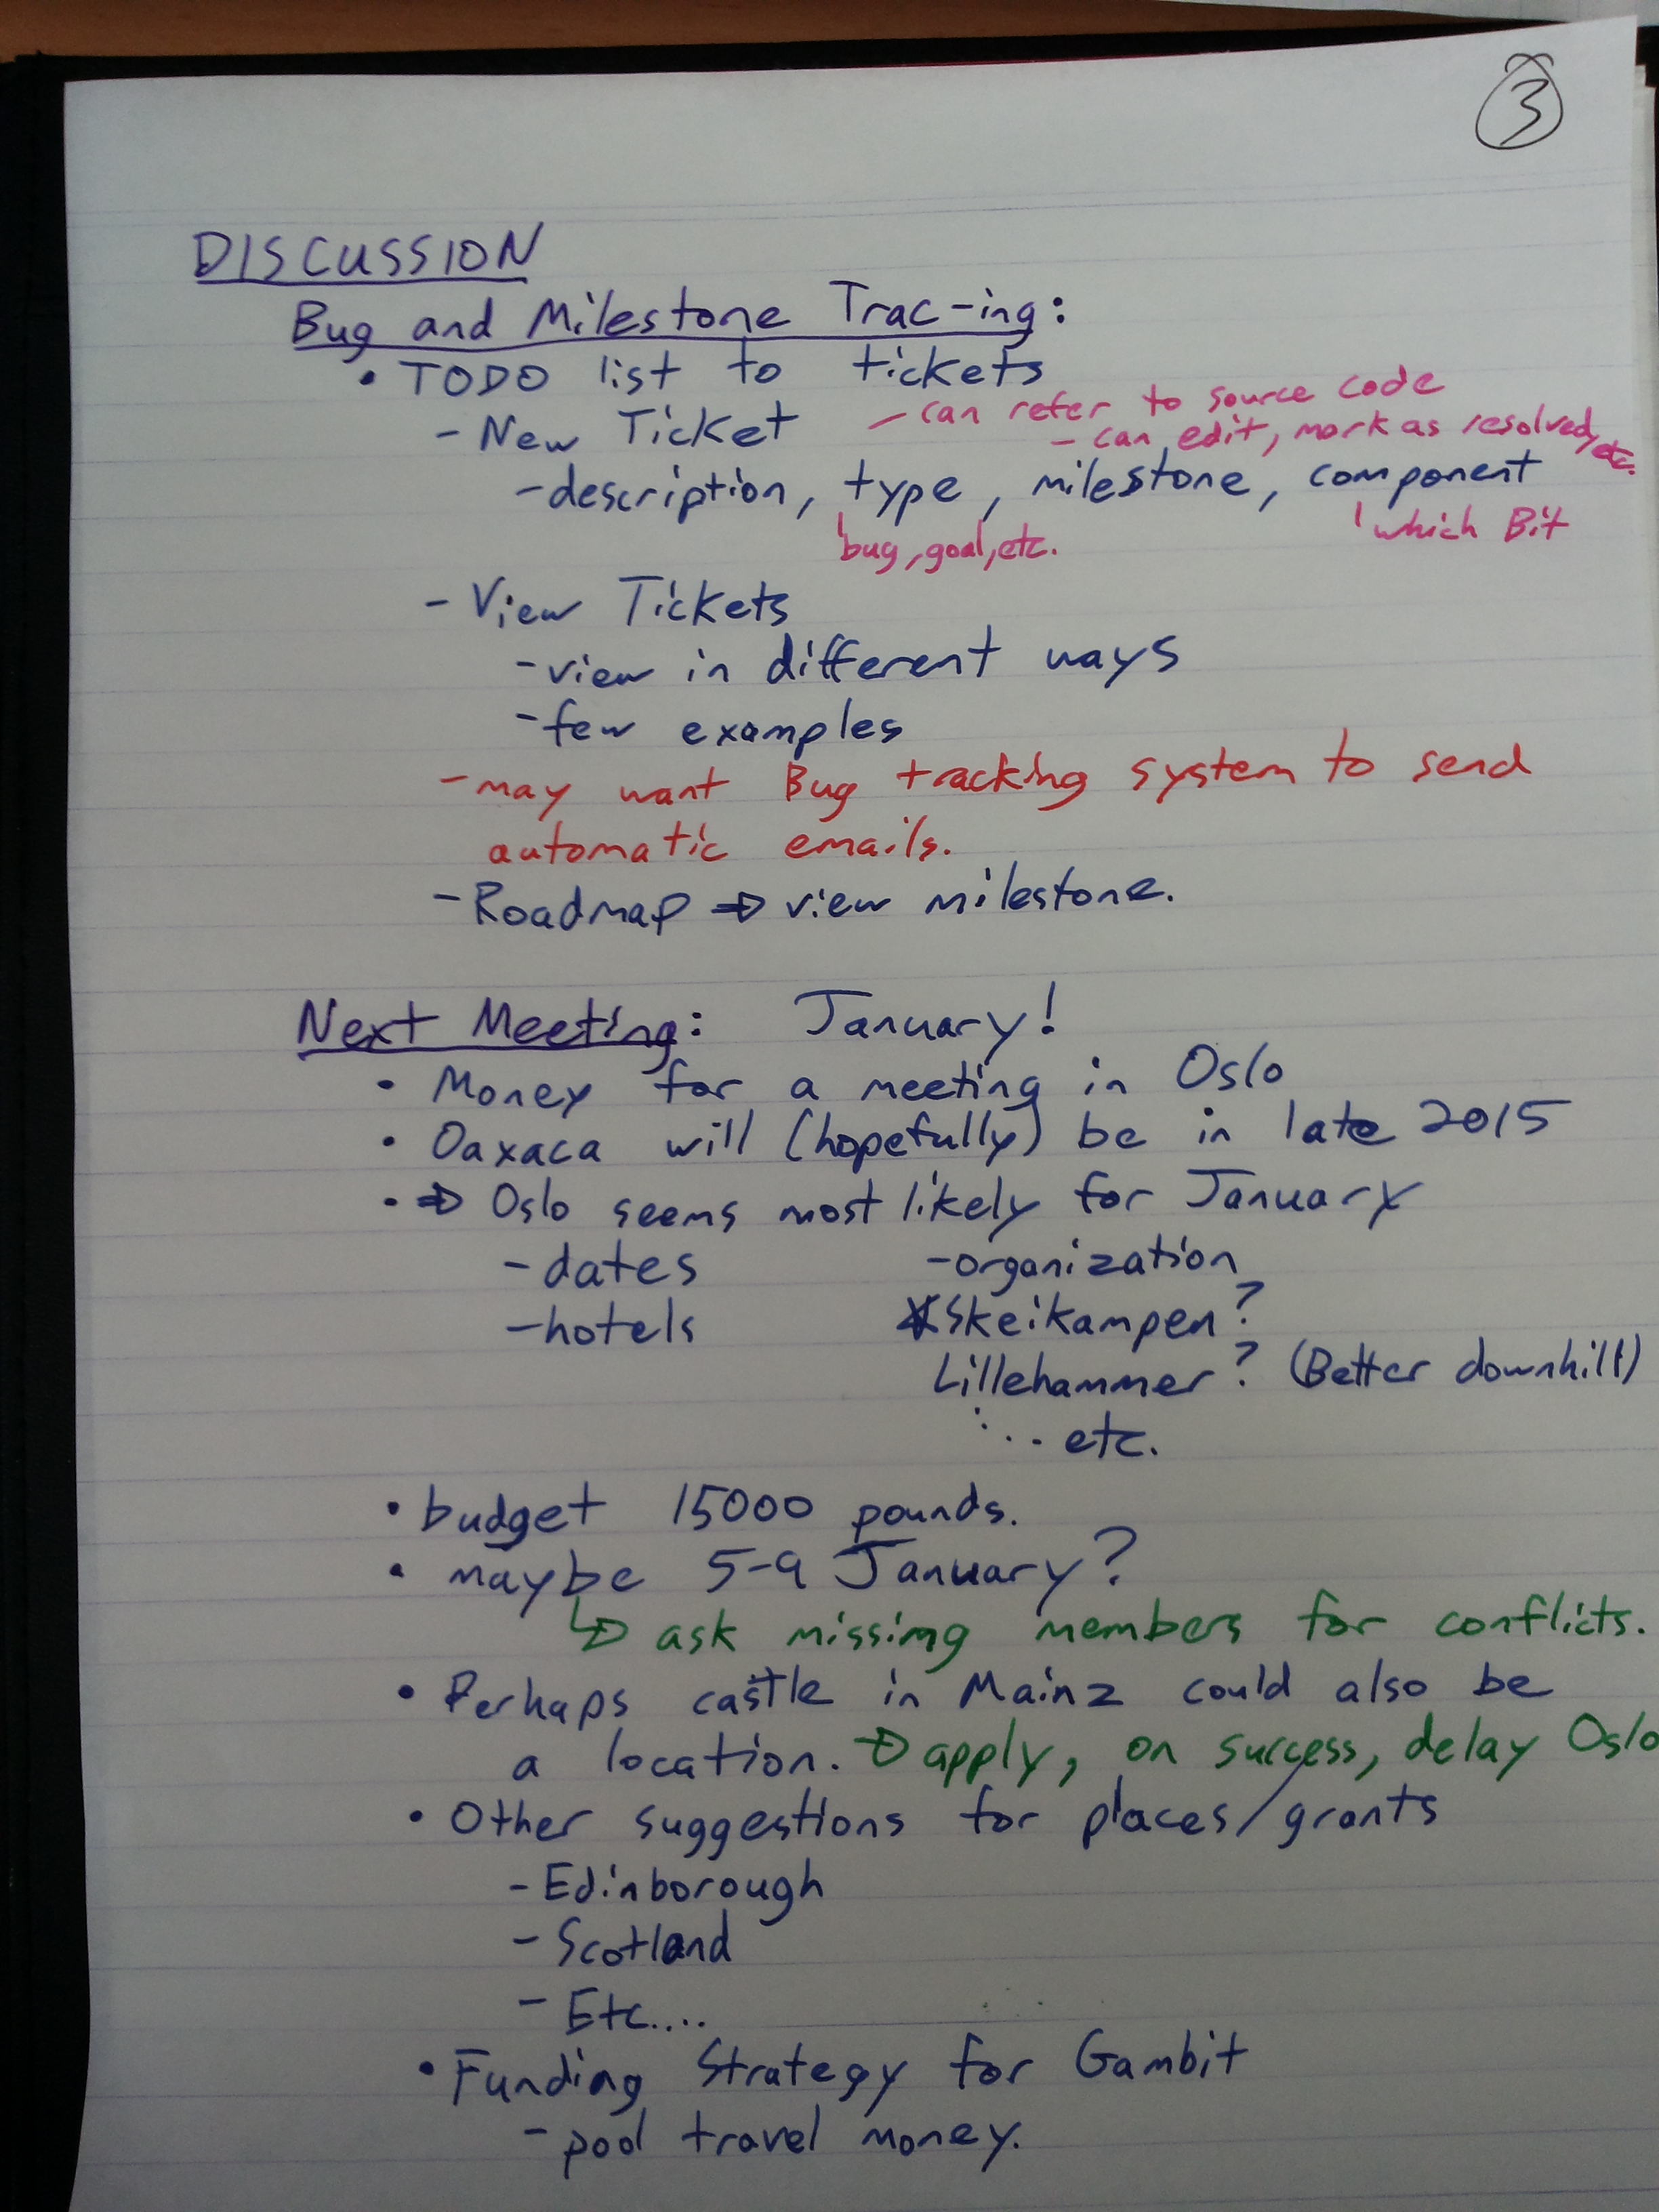 3
DISCUSSION
Bug and Milestone Trac-ing:
• TODO list to tickets
- New Ticket - can refer to source code
- can edit, mark as resolved, etc.
- description, type, milestone, component
bug, goal, etc. which Bit
- View Tickets
- view in different ways
- few examples
- may want Bug tracking system to send
automatic emails.
- Roadmap ⇒ view milestone.
Next Meeting: January!
• Money for a meeting in Oslo
• Oaxaca will (hopefully) be in late 2015
• ⇒ Oslo seems most likely for January
- dates - organization
- hotels * Skeikampen?
Lillehammer? (Better downhill)
... etc.
• budget 15000 pounds.
• maybe 5-9 January?
↳ ask missing members for conflicts.
• Perhaps castle in Mainz could also be
a location. ⇒ apply, on success, delay Oslo
• Other suggestions for places/grants
- Edinborough
- Scotland
- Etc....
• Funding Strategy for Gambit
- pool travel money.